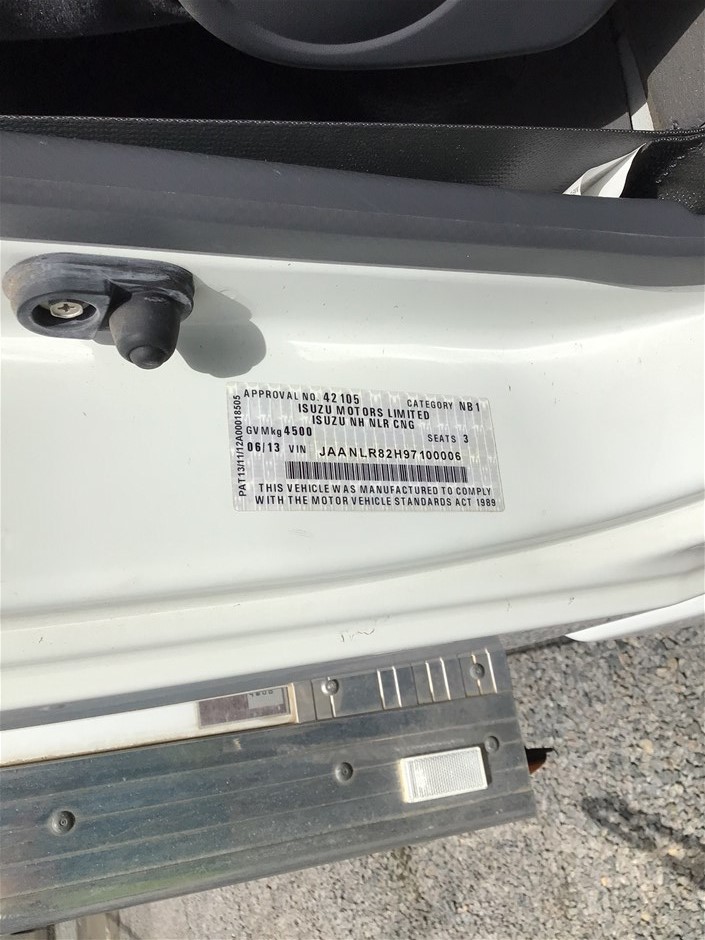 APPROVAL NO. 42105 CATEGORY NB1
ISUZU MOTORS LIMITED
ISUZU NH NLR CNG
GVMkg 4500 SEATS 3
06/13 VIN JAANLR82H97100006
THIS VEHICLE WAS MANUFACTURED TO COMPLY
WITH THE MOTOR VEHICLE STANDARDS ACT 1989
PAT13/11/12A00018505